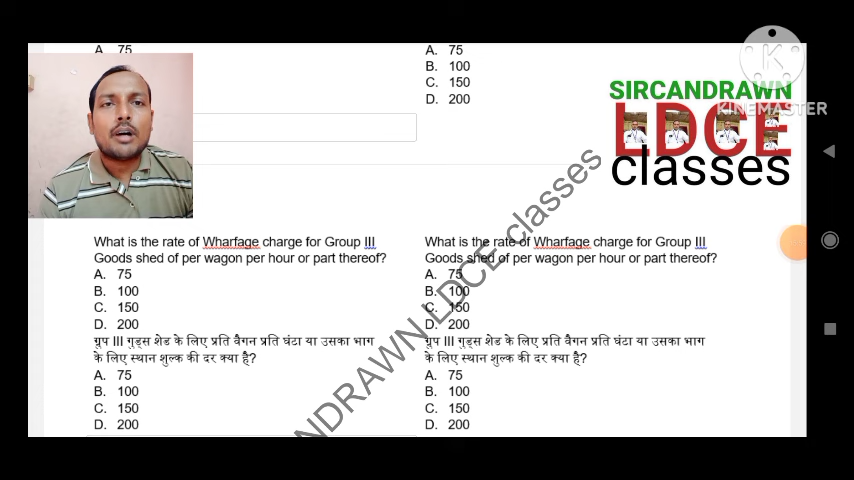 A. 75
A. 75
B. 100
C. 150
D. 200
SIRCANDRAWN
KINEMASTER
LDCE
classes
What is the rate of Wharfage charge for Group III
Goods shed of per wagon per hour or part thereof?
A. 75
B. 100
C. 150
D. 200
ग्रुप III गुड्स शेड के लिए प्रति वैगन प्रति घंटा या उसका भाग
के लिए स्थान शुल्क की दर क्या है?
A. 75
B. 100
C. 150
D. 200
What is the rate of Wharfage charge for Group III
Goods shed of per wagon per hour or part thereof?
A. 75
B. 100
C. 150
D. 200
ग्रुप III गुड्स शेड के लिए प्रति वैगन प्रति घंटा या उसका भाग
के लिए स्थान शुल्क की दर क्या है?
A. 75
B. 100
C. 150
D. 200
NDRAWN LDCE classes